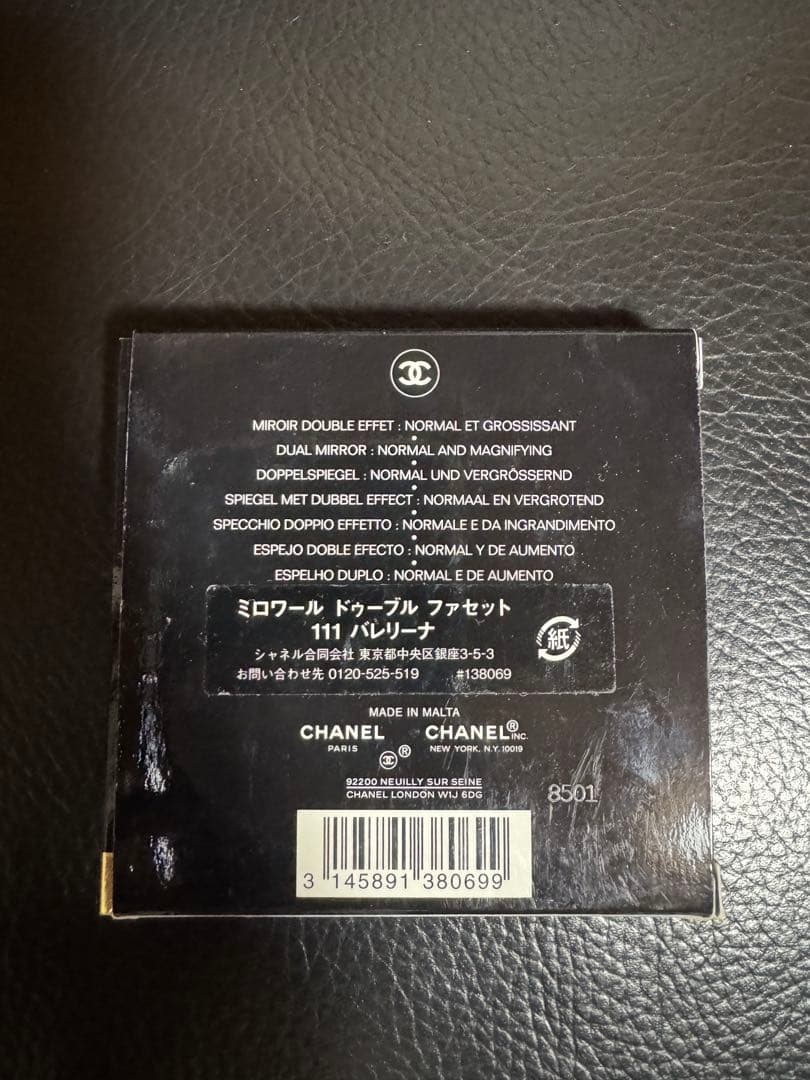 MIROIR DOUBLE EFFET : NORMAL ET GROSSISSANT
DUAL MIRROR : NORMAL AND MAGNIFYING
DOPPELSPIEGEL : NORMAL UND VERGRÖSSERND
SPIEGEL MET DUBBEL EFFECT : NORMAAL EN VERGROTEND
SPECCHIO DOPPIO EFFETTO : NORMALE E DA INGRANDIMENTO
ESPEJO DOBLE EFECTO : NORMAL Y DE AUMENTO
ESPELHO DUPLO : NORMAL E DE AUMENTO
ミロワール ドゥーブル ファセット
111 バレリーナ
シャネル合同会社 東京都中央区銀座3-5-3
お問い合わせ先 0120-525-519 #138069
紙
MADE IN MALTA
CHANEL CHANEL® INC.
PARIS NEW YORK, N.Y. 10019
®
92200 NEUILLY SUR SEINE
CHANEL LONDON W1J 6DG
8501
3 145891 380699